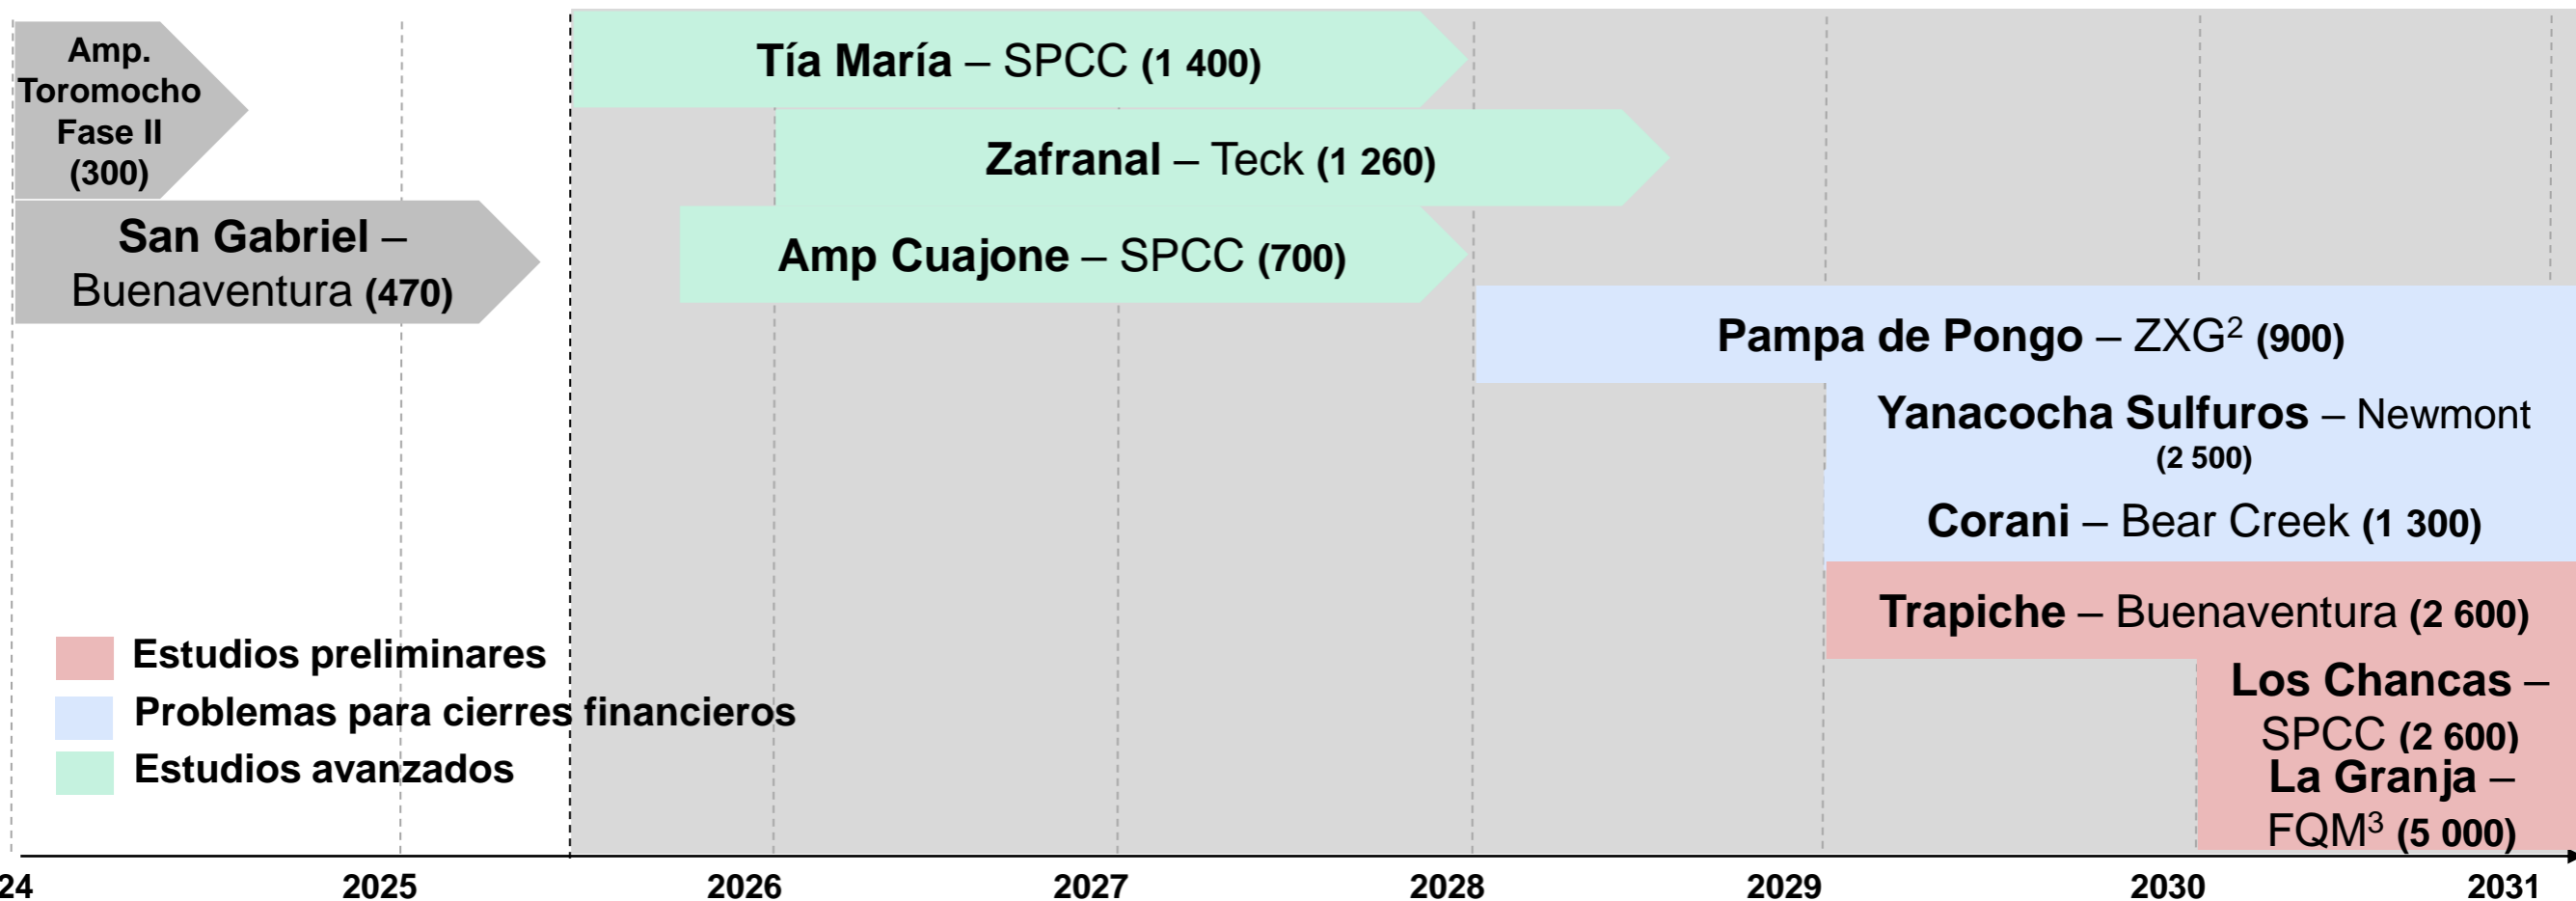 Amp.
Toromocho
Fase II
(300)
San Gabriel –
Buenaventura (470)
Tía María – SPCC (1 400)
Zafranal – Teck (1 260)
Amp Cuajone – SPCC (700)
Pampa de Pongo – ZXG² (900)
Yanacocha Sulfuros – Newmont
(2 500)
Corani – Bear Creek (1 300)
Trapiche – Buenaventura (2 600)
Los Chancas –
SPCC (2 600)
La Granja –
FQM³ (5 000)
Estudios preliminares
Problemas para cierres financieros
Estudios avanzados
24 2025 2026 2027 2028 2029 2030 2031